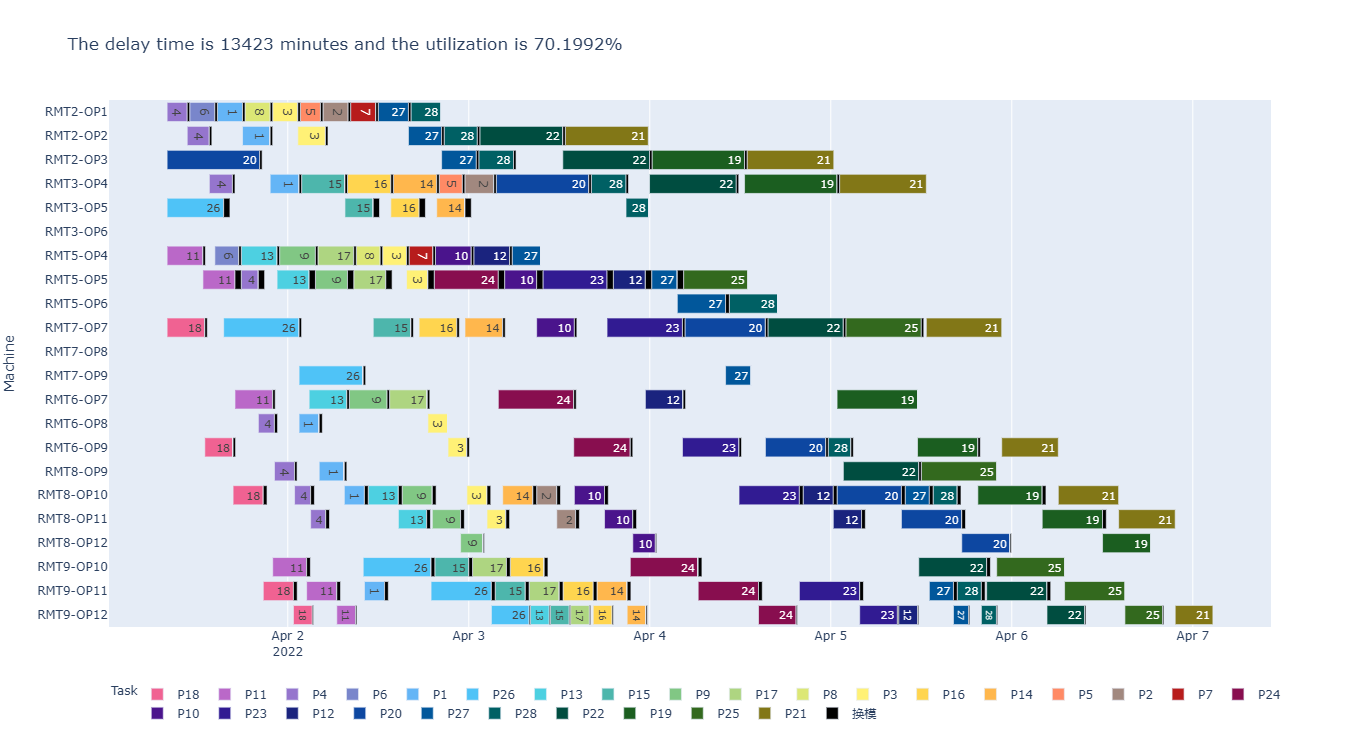 The delay time is 13423 minutes and the utilization is 70.1992%
RMT2-OP1 4 6 1 8 3 5 2 7 27 28
RMT2-OP2 4 1 3 27 28 22 21
RMT2-OP3 20 27 28 22 19 21
RMT3-OP4 4 1 15 16 14 5 2 20 28 22 19 21
RMT3-OP5 26 15 16 14 28
RMT3-OP6
RMT5-OP4 11 6 13 9 17 8 3 7 10 12 27
RMT5-OP5 11 4 13 9 17 3 24 10 23 12 27 25
RMT5-OP6 27 28
RMT7-OP7 18 26 15 16 14 10 23 20 22 25 21
RMT7-OP8
Machine
RMT7-OP9 26 27
RMT6-OP7 11 13 9 17 24 12 19
RMT6-OP8 4 1 3
RMT6-OP9 18 3 24 23 20 28 19 21
RMT8-OP9 4 1 22 25
RMT8-OP10 18 4 1 13 9 3 14 2 10 23 12 20 27 28 19 21
RMT8-OP11 4 13 9 3 2 10 12 20 19 21
RMT8-OP12 9 10 20 19
RMT9-OP10 11 26 15 17 16 24 22 25
RMT9-OP11 18 11 1 26 15 17 16 14 24 23 27 28 22 25
RMT9-OP12 18 11 26 13 15 17 16 14 24 23 12 27 28 22 25 21
Apr 2 Apr 3 Apr 4 Apr 5 Apr 6 Apr 7
2022
Task P18 P11 P4 P6 P1 P26 P13 P15 P9 P17 P8 P3 P16 P14 P5 P2 P7 P24
P10 P23 P12 P20 P27 P28 P22 P19 P25 P21 换模